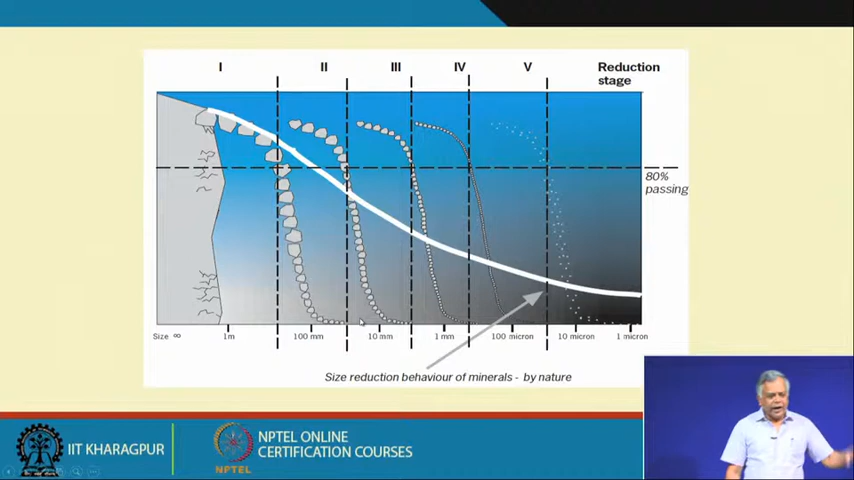 I II III IV V Reduction
stage
80%
passing
Size ∞ 1m 100 mm 10 mm 1 mm 100 micron 10 micron 1 micron
Size reduction behaviour of minerals - by nature
IIT KHARAGPUR
NPTEL
NPTEL ONLINE
CERTIFICATION COURSES